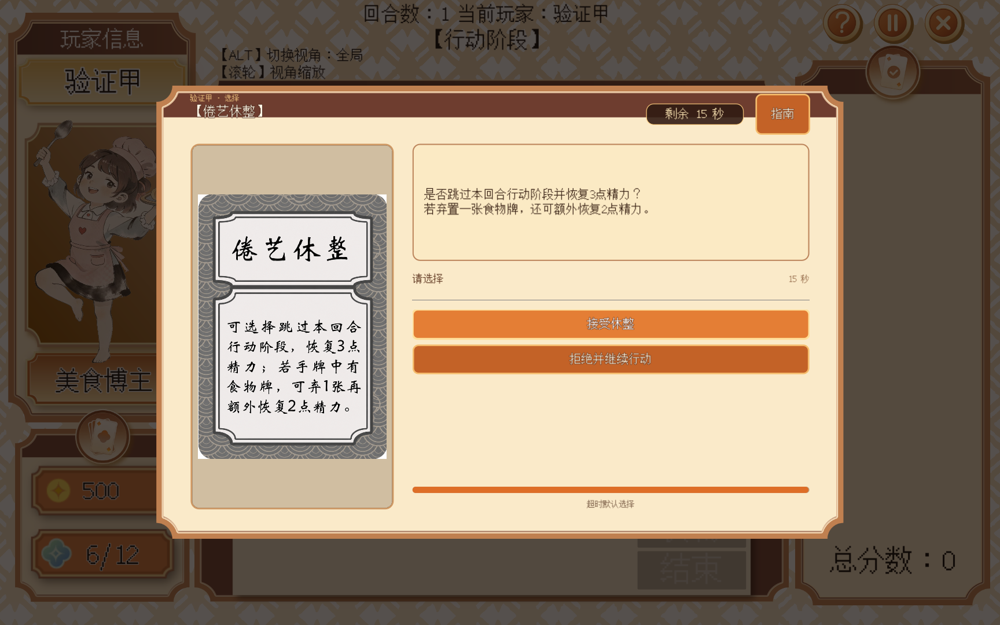 回合数：1 当前玩家：验证甲
【行动阶段】
【ALT】切换视角：全局
【滚轮】视角缩放
玩家信息
验证甲
美食博主
500
6/12
验证甲 · 选择
【倦艺休整】
剩余 15 秒
指南
倦艺休整
可选择跳过本回合
行动阶段，恢复3点
精力；若手牌中有
食物牌，可弃1张再
额外恢复2点精力。
是否跳过本回合行动阶段并恢复3点精力？
若弃置一张食物牌，还可额外恢复2点精力。
请选择
15 秒
接受休整
拒绝并继续行动
超时默认选择
结束
总分数：0